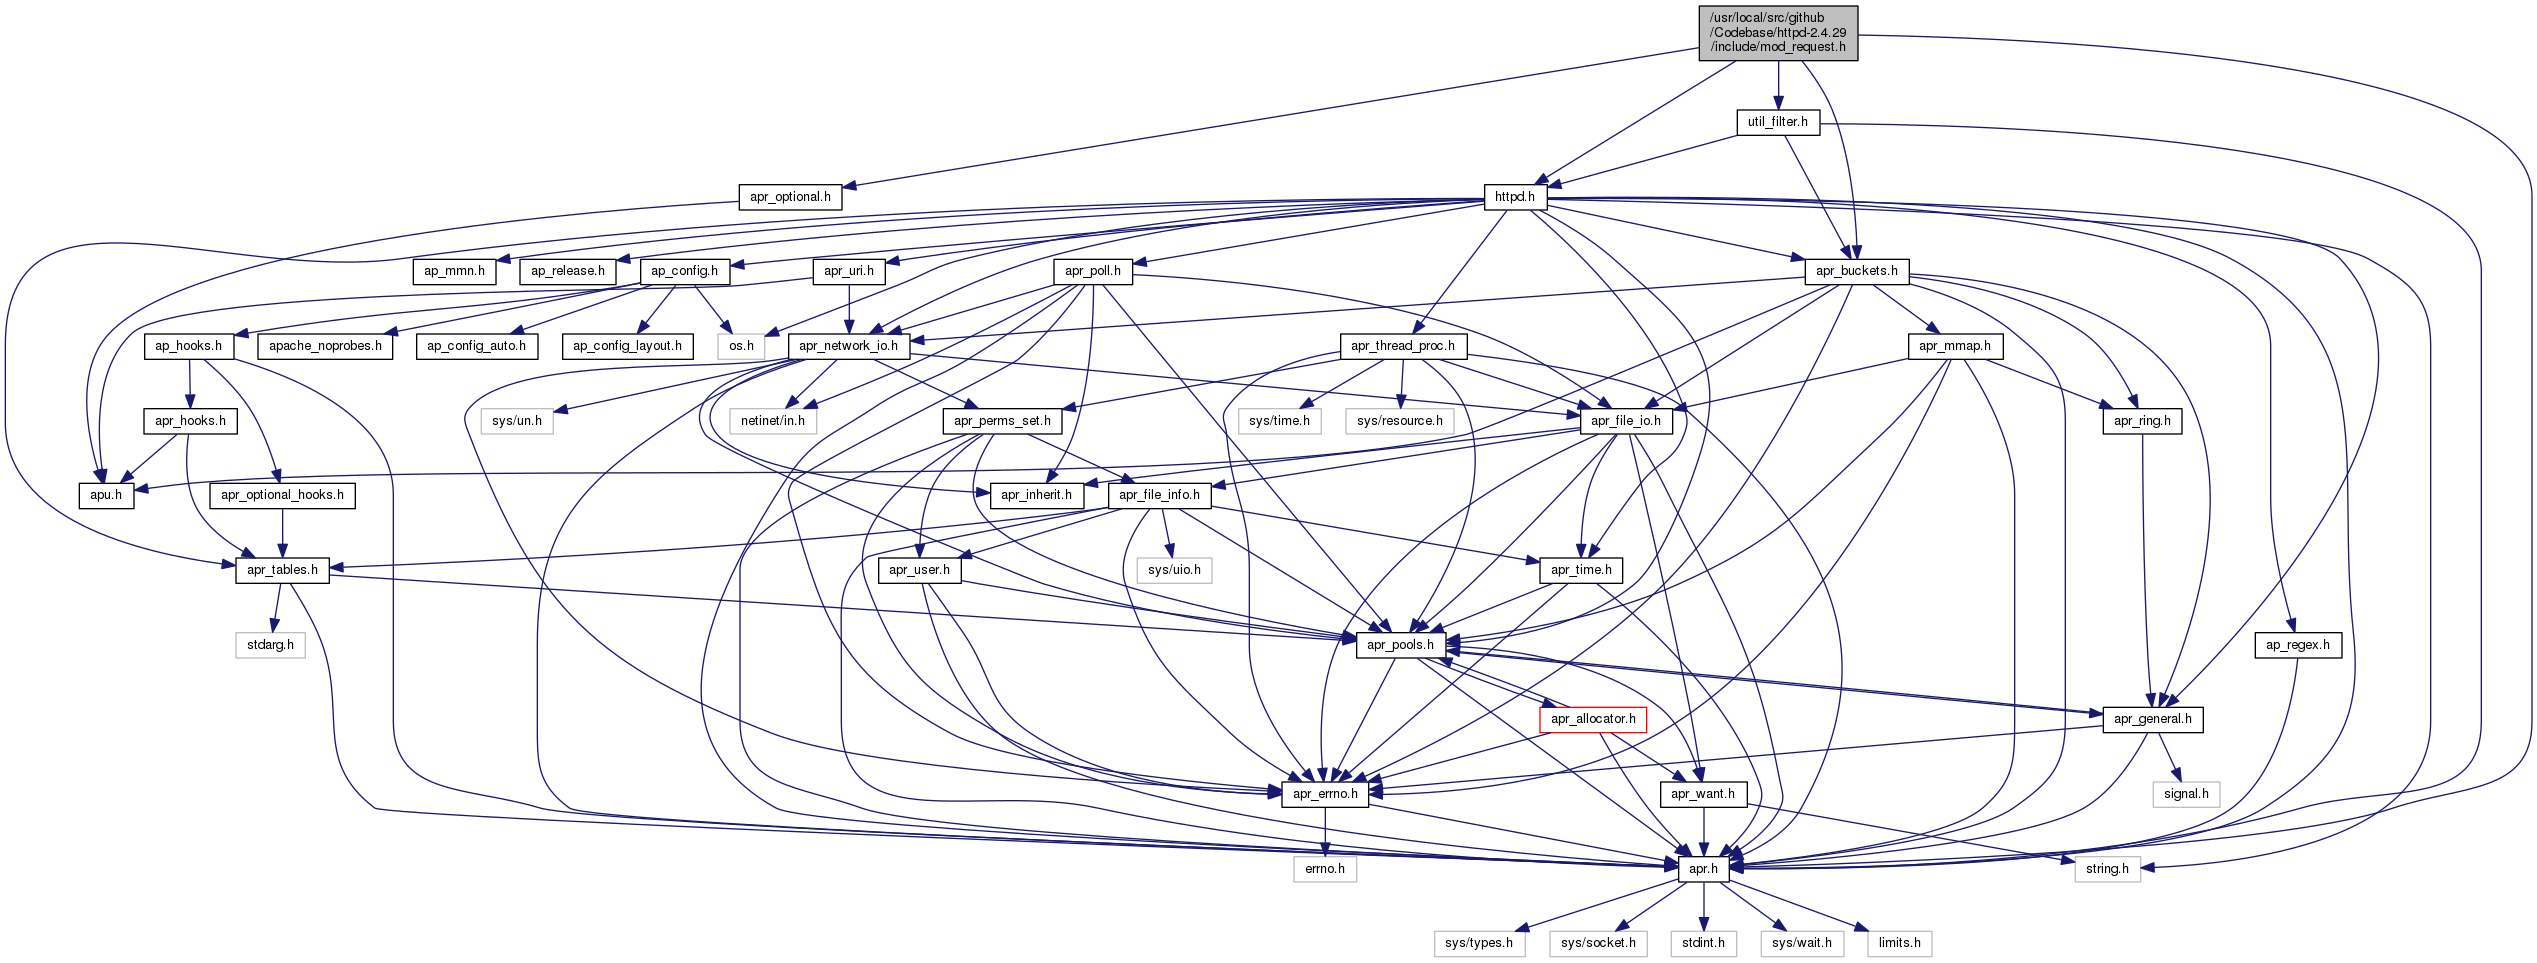 /usr/local/src/github
/Codebase/httpd-2.4.29
/include/mod_request.h
util_filter.h
apr_optional.h
httpd.h
ap_mmn.h
ap_release.h
ap_config.h
apr_uri.h
apr_poll.h
apr_buckets.h
ap_hooks.h
apache_noprobes.h
ap_config_auto.h
ap_config_layout.h
os.h
apr_network_io.h
apr_thread_proc.h
apr_mmap.h
apr_hooks.h
sys/un.h
netinet/in.h
apr_perms_set.h
sys/time.h
sys/resource.h
apr_file_io.h
apr_ring.h
apu.h
apr_optional_hooks.h
apr_inherit.h
apr_file_info.h
apr_tables.h
apr_user.h
sys/uio.h
apr_time.h
stdarg.h
apr_pools.h
ap_regex.h
apr_allocator.h
apr_general.h
apr_errno.h
apr_want.h
signal.h
errno.h
apr.h
string.h
sys/types.h
sys/socket.h
stdint.h
sys/wait.h
limits.h